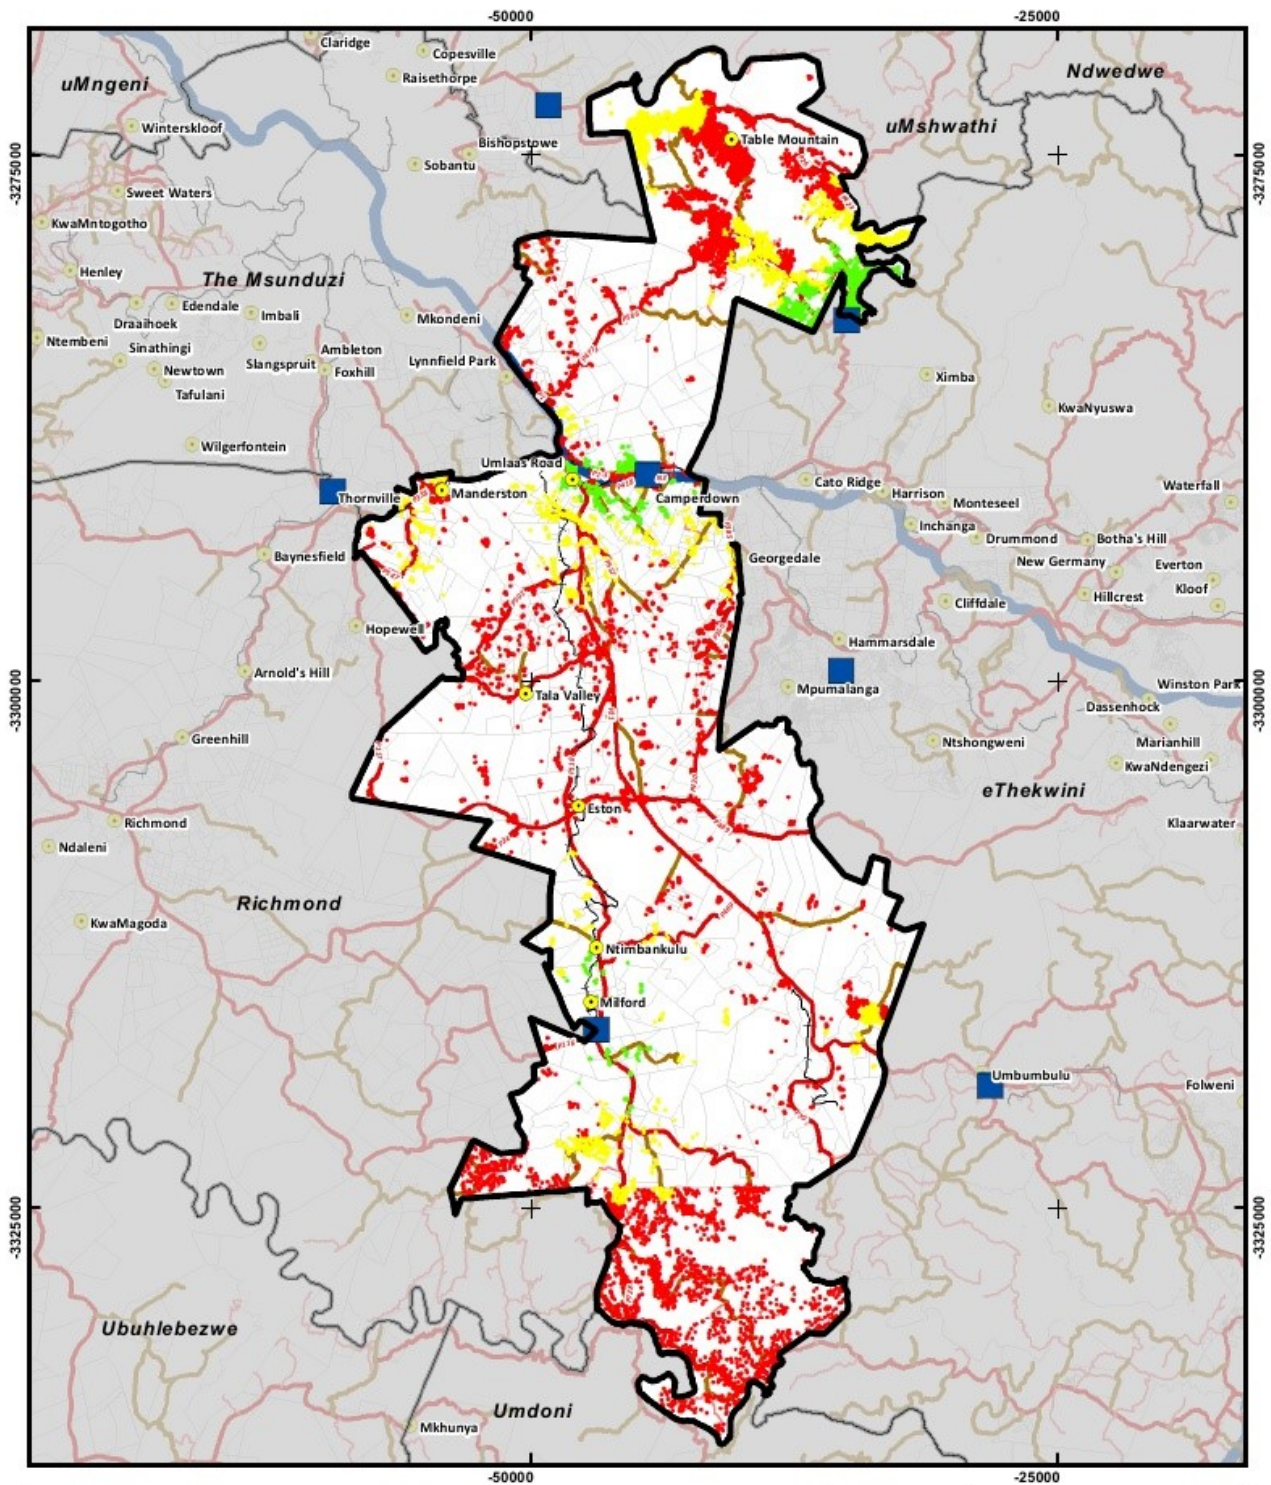 -50000
-25000
Claridge
Copesville
Ndwedwe
uMngeni
Raisethorpe
Winterskloof
uMshwathi
Bishopstowe
Table Mountain
-3275000
-3275000
Sobantu
Sweet Waters
KwaMntogotho
Henley
The Msunduzi
Edendale
Imbali
Mkondeni
Draaihoek
Ntembeni
Sinathingi
Ambleton
Slangspruit
Foxhill
Lynnfield Park
Newtown
Tafulani
Ximba
KwaNyuswa
Wilgerfontein
Umlaas Road
Cato Ridge
Waterfall
Thornville
Manderston
Camperdown
Harrison
Monteseel
Inchanga
Drummond
Botha's Hill
Baynesfield
Georgedale
New Germany
Everton
Kloof
Cliffdale
Hillcrest
Hopewell
Hammarsdale
Arnold's Hill
-3300000
Tala Valley
Mpumalanga
Winston Park
-3300000
Dassenhock
Greenhill
Ntshongweni
Marianhill
KwaNdengezi
eThekwini
Eston
Richmond
Klaarwater
Ndaleni
Richmond
KwaMagoda
Ntimbankulu
Milford
Umbumbulu
Folweni
-3325000
-3325000
Ubuhlebezwe
Umdoni
Mkhunya
-50000
-25000